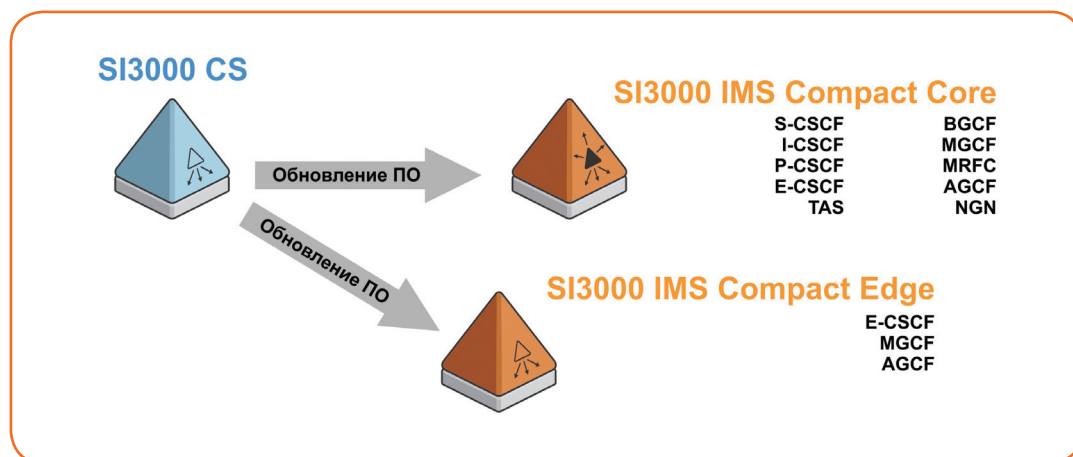 SI3000 CS
SI3000 IMS Compact Core
S-CSCF BGCF
I-CSCF MGCF
P-CSCF MRFC
E-CSCF AGCF
TAS NGN
Обновление ПО
Обновление ПО
SI3000 IMS Compact Edge
E-CSCF
MGCF
AGCF